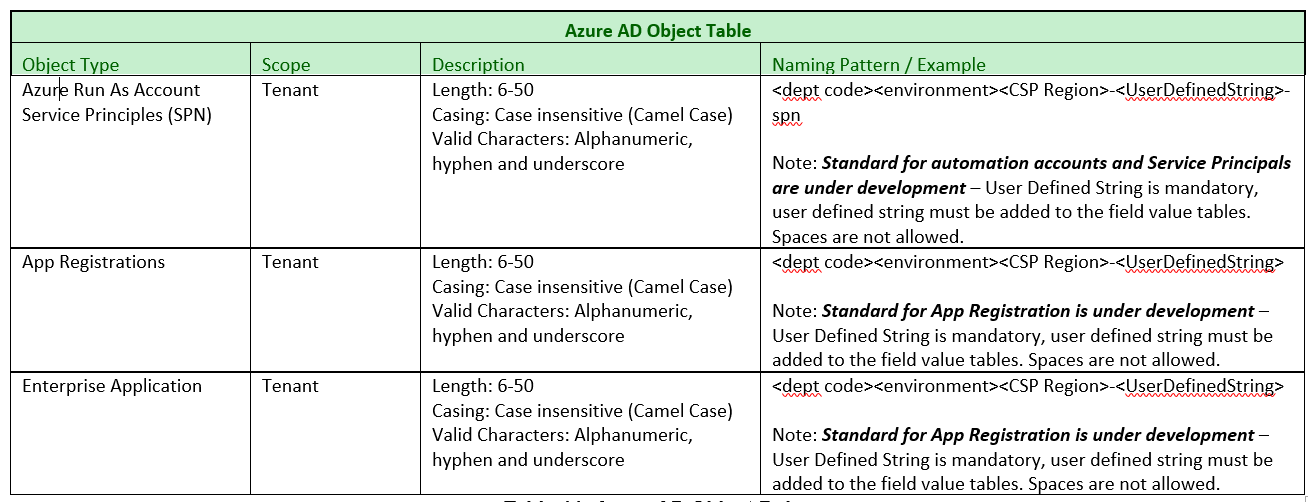 Azure AD Object Table
Object Type
Scope
Description
Naming Pattern / Example
Azure Run As Account
Service Principles (SPN)
Tenant
Length: 6-50
Casing: Case insensitive (Camel Case)
Valid Characters: Alphanumeric,
hyphen and underscore
<dept code><environment><CSP Region>-<UserDefinedString>-
spn
Note: Standard for automation accounts and Service Principals
are under development – User Defined String is mandatory,
user defined string must be added to the field value tables.
Spaces are not allowed.
App Registrations
Tenant
Length: 6-50
Casing: Case insensitive (Camel Case)
Valid Characters: Alphanumeric,
hyphen and underscore
<dept code><environment><CSP Region>-<UserDefinedString>
Note: Standard for App Registration is under development –
User Defined String is mandatory, user defined string must be
added to the field value tables. Spaces are not allowed.
Enterprise Application
Tenant
Length: 6-50
Casing: Case insensitive (Camel Case)
Valid Characters: Alphanumeric,
hyphen and underscore
<dept code><environment><CSP Region>-<UserDefinedString>
Note: Standard for App Registration is under development –
User Defined String is mandatory, user defined string must be
added to the field value tables. Spaces are not allowed.